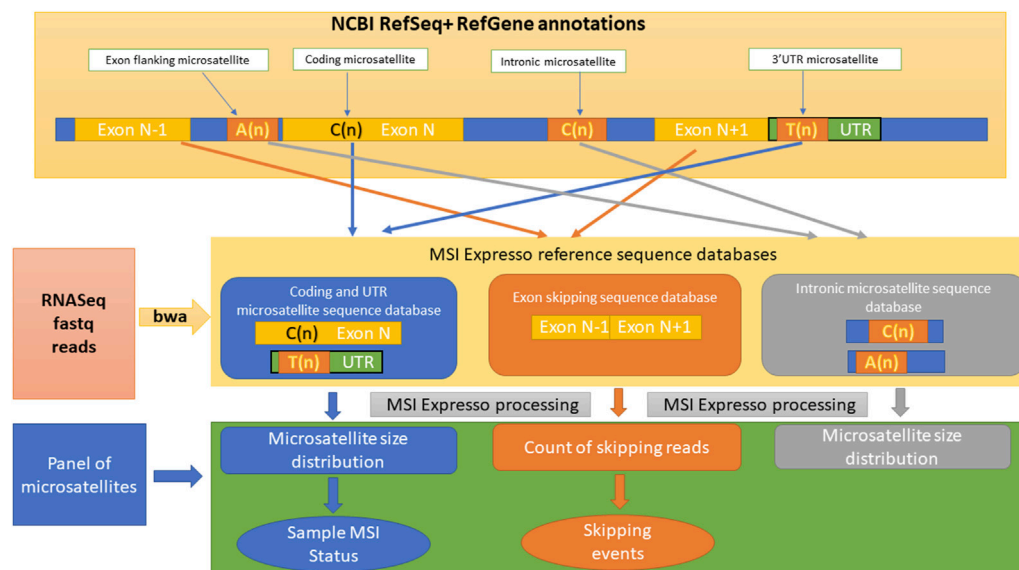 NCBI RefSeq+ RefGene annotations
Exon flanking microsatellite
Coding microsatellite
Intronic microsatellite
3'UTR microsatellite
Exon N-1
A(n)
C(n)
Exon N
C(n)
Exon N+1
T(n)
UTR
MSI Expresso reference sequence databases
RNASeq
fastq
reads
bwa
Coding and UTR
microsatellite sequence database
C(n)
Exon N
T(n)
UTR
Exon skipping sequence database
Exon N-1
Exon N+1
Intronic microsatellite sequence
database
C(n)
A(n)
MSI Expresso processing
MSI Expresso processing
Panel of
microsatellites
Microsatellite size
distribution
Count of skipping reads
Microsatellite size
distribution
Sample MSI
Status
Skipping
events